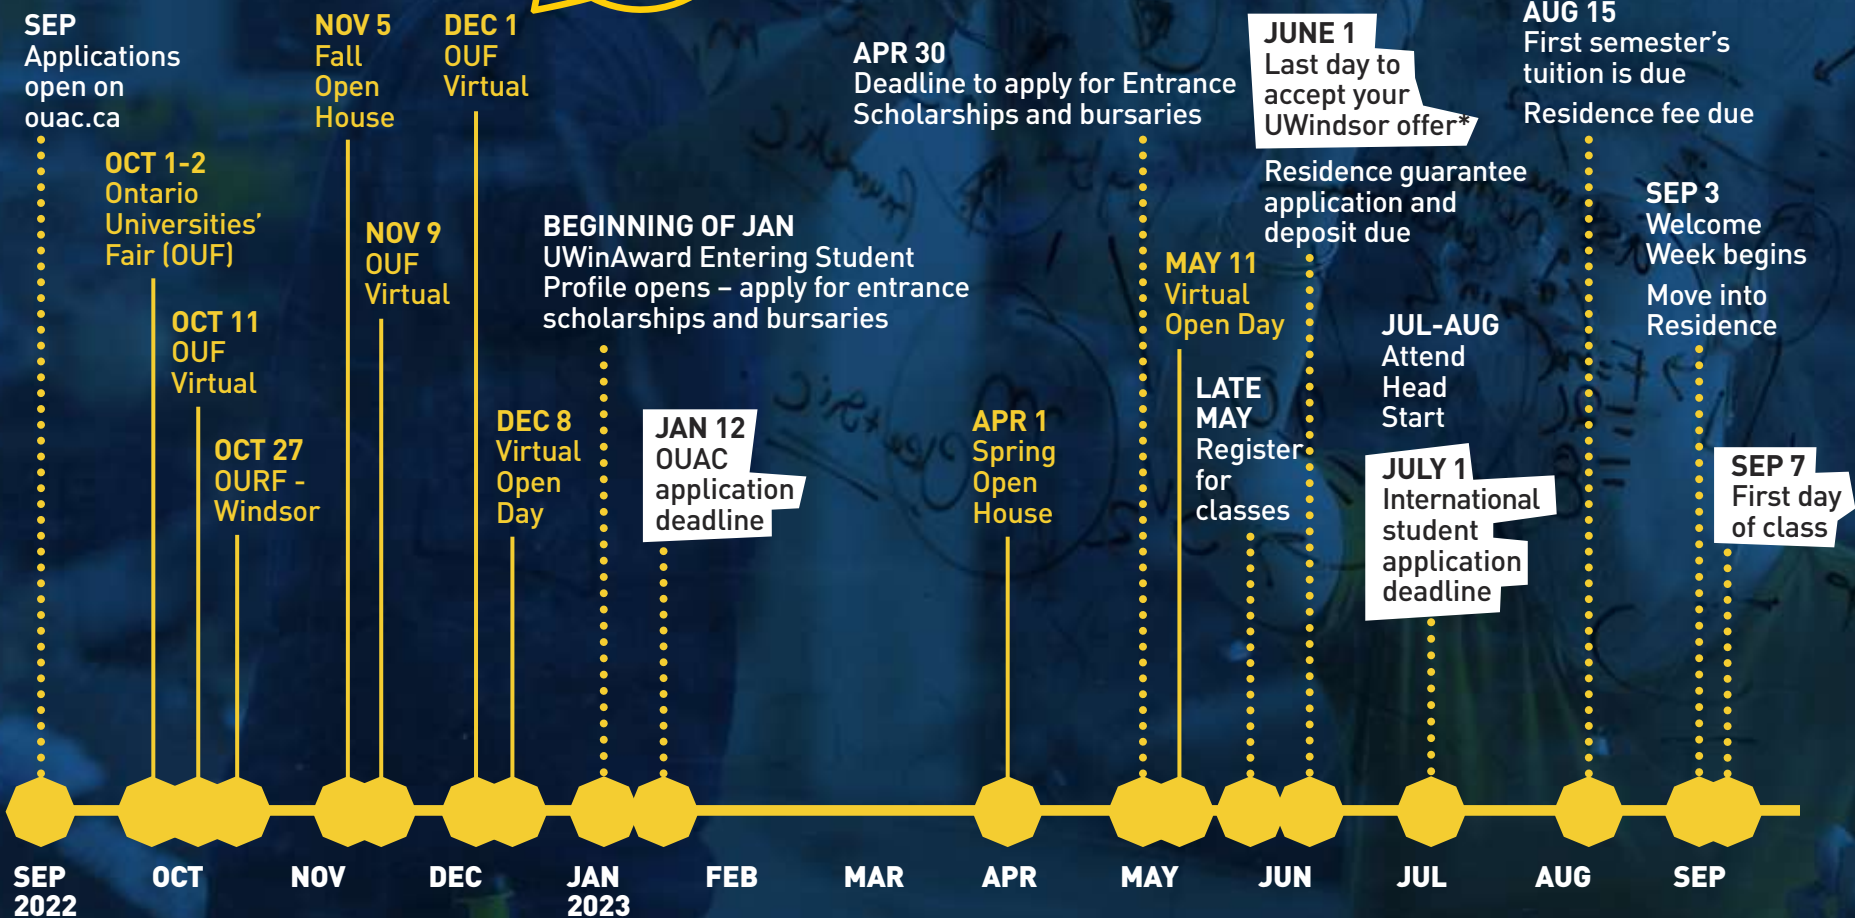 SEP
Applications
open on
ouac.ca
OCT 1-2
Ontario
Universities’
Fair (OUF)
OCT 11
OUF
Virtual
OCT 27
OURF -
Windsor
NOV 5
Fall
Open
House
NOV 9
OUF
Virtual
DEC 1
OUF
Virtual
DEC 8
Virtual
Open
Day
BEGINNING OF JAN
UWinAward Entering Student
Profile opens – apply for entrance
scholarships and bursaries
JAN 12
OUAC
application
deadline
APR 1
Spring
Open
House
APR 30
Deadline to apply for Entrance
Scholarships and bursaries
MAY 11
Virtual
Open Day
LATE
MAY
Register
for
classes
JUNE 1
Last day to
accept your
UWindsor offer*
Residence guarantee
application and
deposit due
JUL-AUG
Attend
Head
Start
JULY 1
International
student
application
deadline
AUG 15
First semester’s
tuition is due
Residence fee due
SEP 3
Welcome
Week begins
Move into
Residence
SEP 7
First day
of class
SEP
2022
OCT
NOV
DEC
JAN
2023
FEB
MAR
APR
MAY
JUN
JUL
AUG
SEP